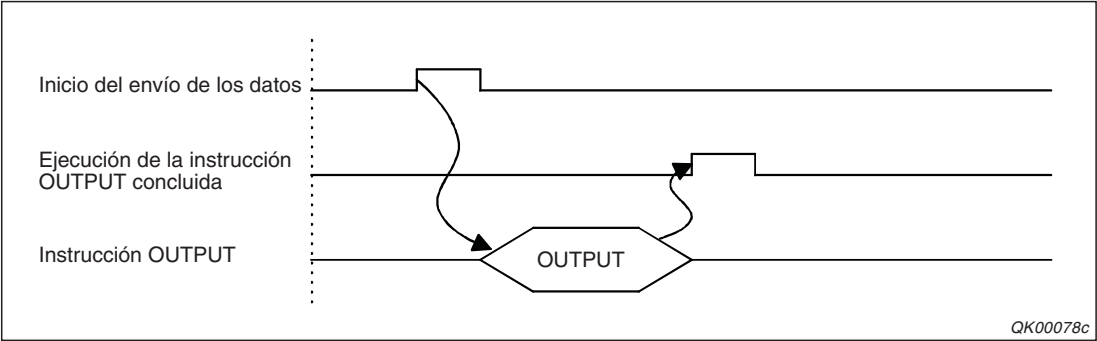 Inicio del envío de los datos
Ejecución de la instrucción
OUTPUT concluida
Instrucción OUTPUT
OUTPUT
QK00078c